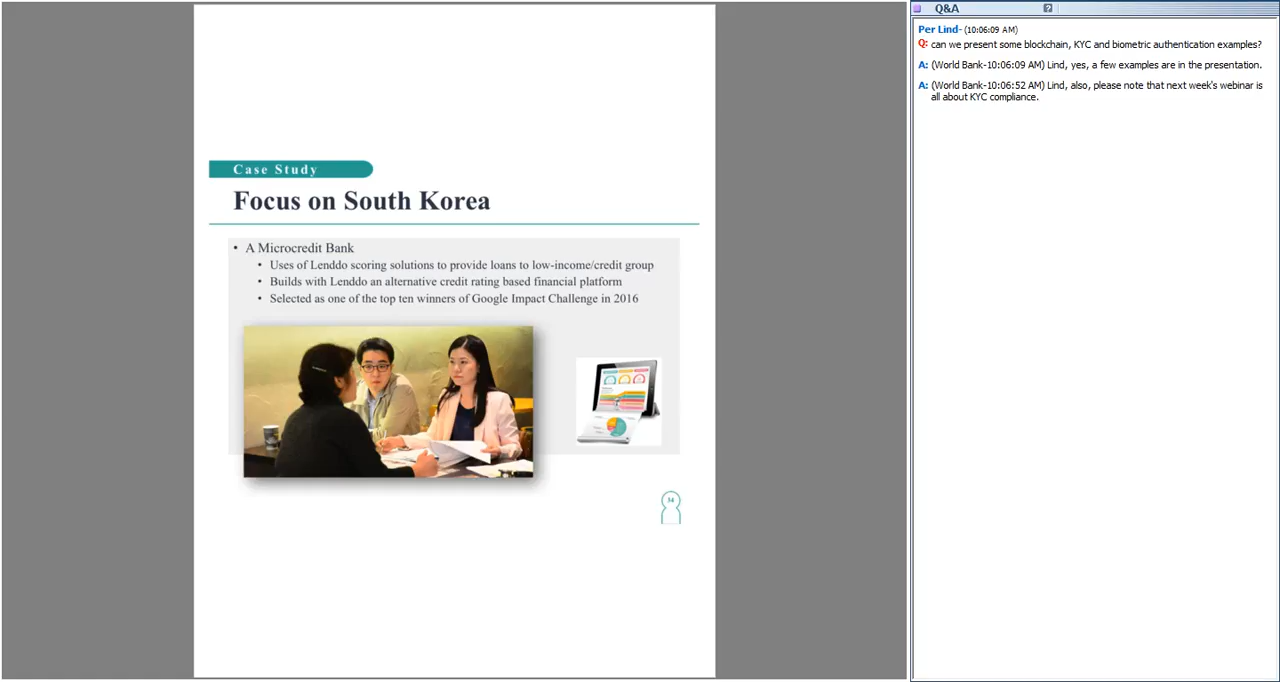 Case Study
Focus on South Korea
• A Microcredit Bank
• Uses of Lenddo scoring solutions to provide loans to low-income/credit group
• Builds with Lenddo an alternative credit rating based financial platform
• Selected as one of the top ten winners of Google Impact Challenge in 2016
34
Q&A
Per Lind- (10:06:09 AM)
Q: can we present some blockchain, KYC and biometric authentication examples?
A: (World Bank-10:06:09 AM) Lind, yes, a few examples are in the presentation.
A: (World Bank-10:06:52 AM) Lind, also, please note that next week's webinar is
all about KYC compliance.